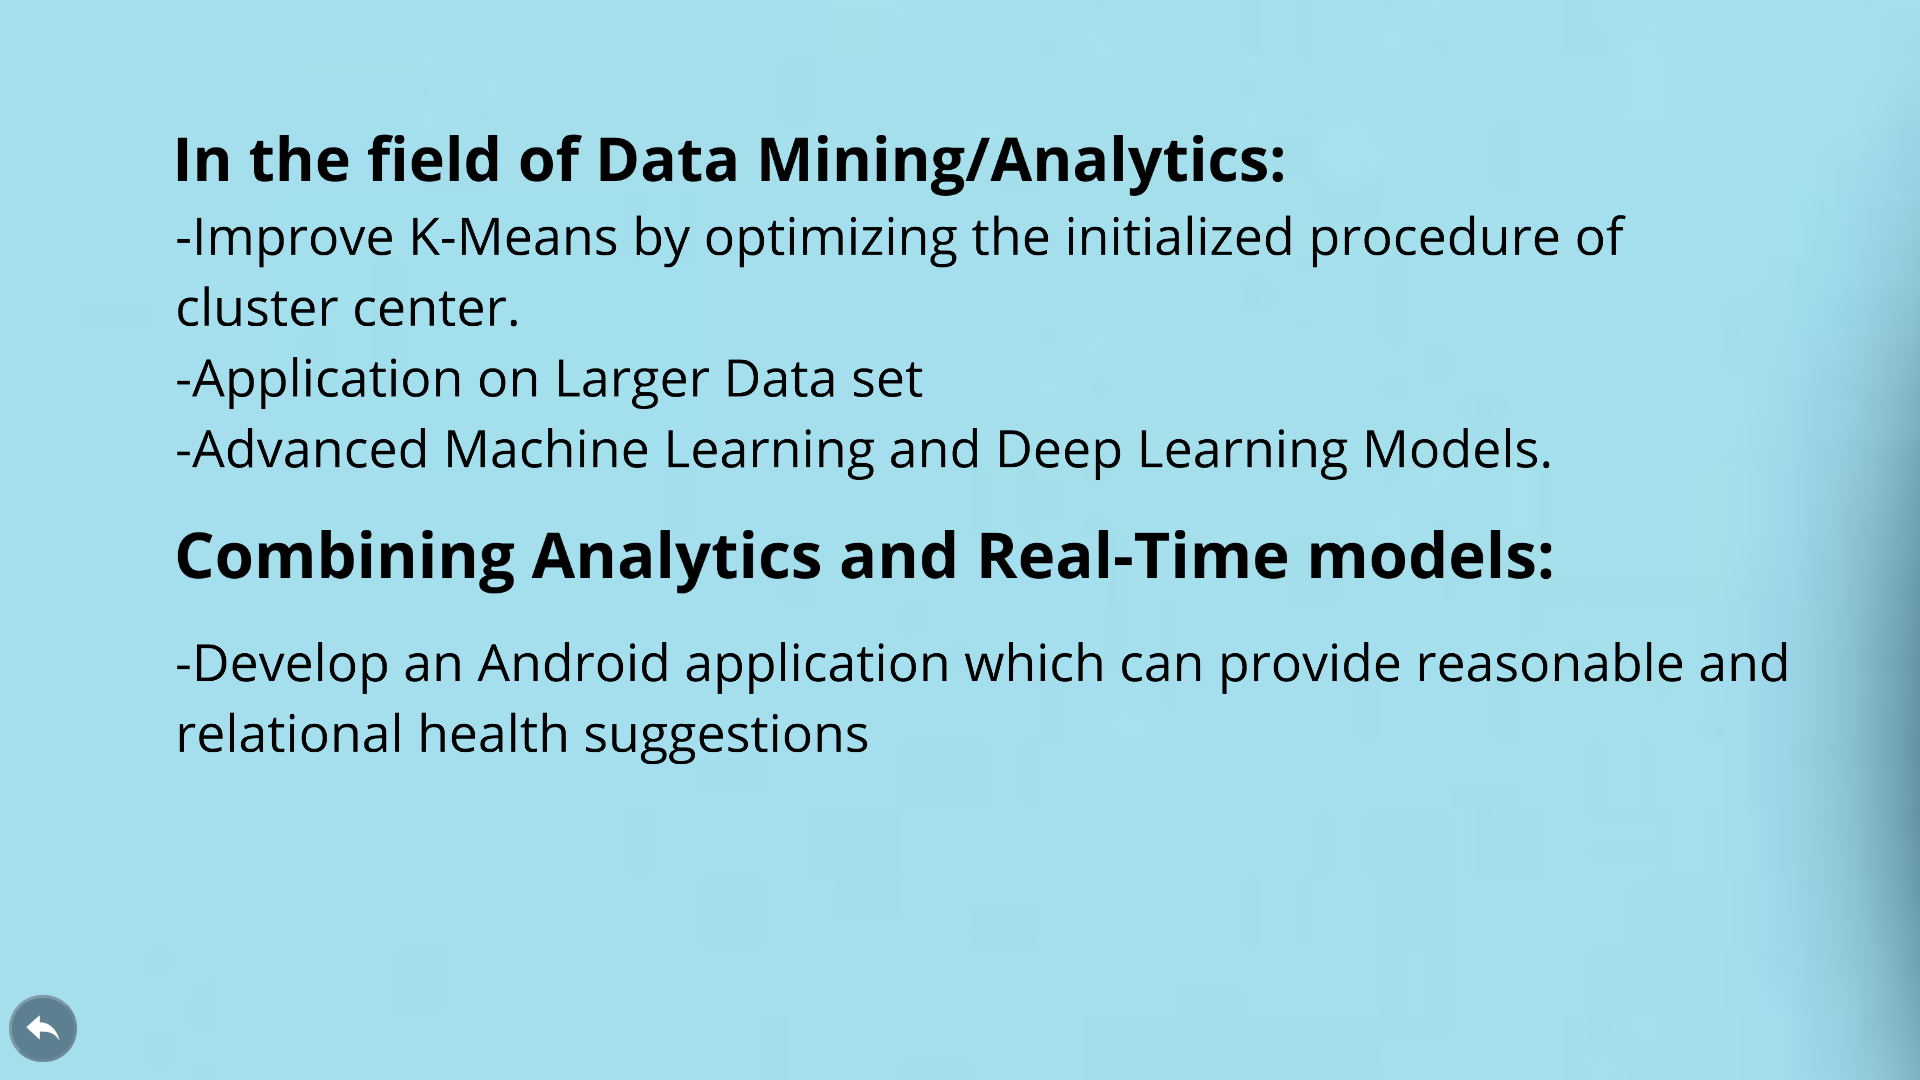 In the field of Data Mining/Analytics:
-Improve K-Means by optimizing the initialized procedure of
cluster center.
-Application on Larger Data set
-Advanced Machine Learning and Deep Learning Models.
Combining Analytics and Real-Time models:
-Develop an Android application which can provide reasonable and
relational health suggestions